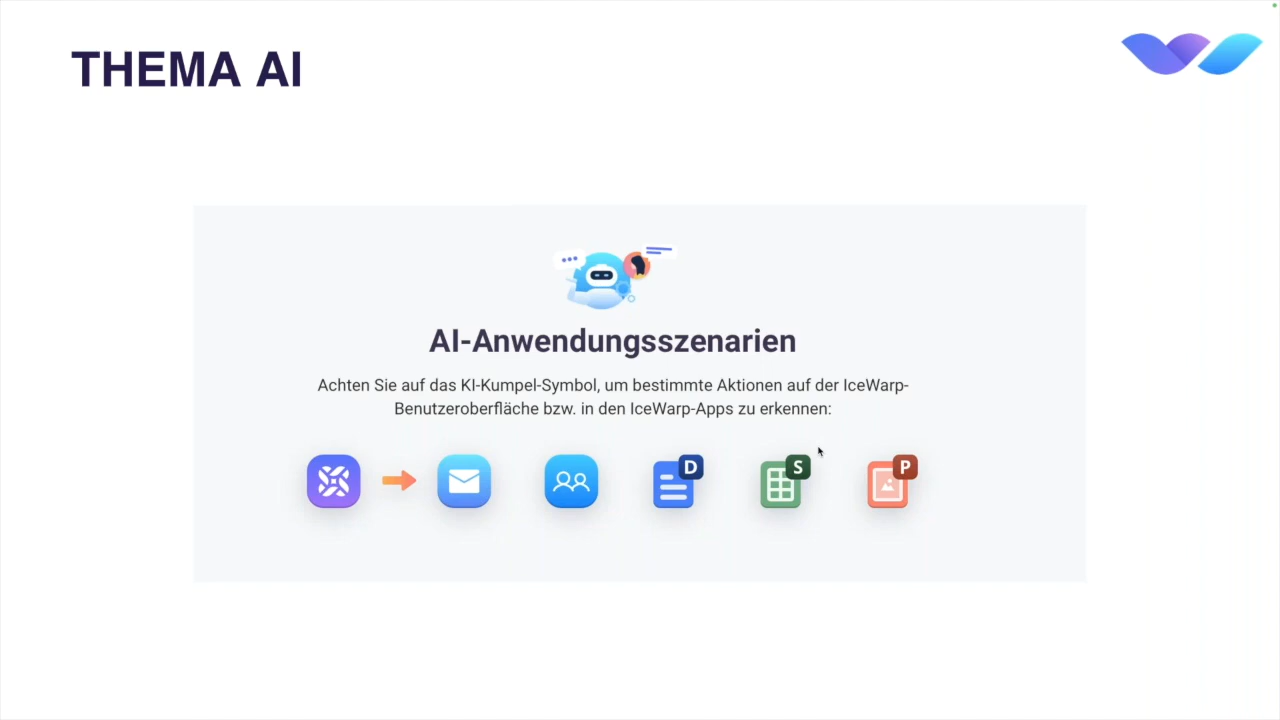 THEMA AI
AI-Anwendungsszenarien
Achten Sie auf das KI-Kumpel-Symbol, um bestimmte Aktionen auf der IceWarp-
Benutzeroberfläche bzw. in den IceWarp-Apps zu erkennen:
D
S
P